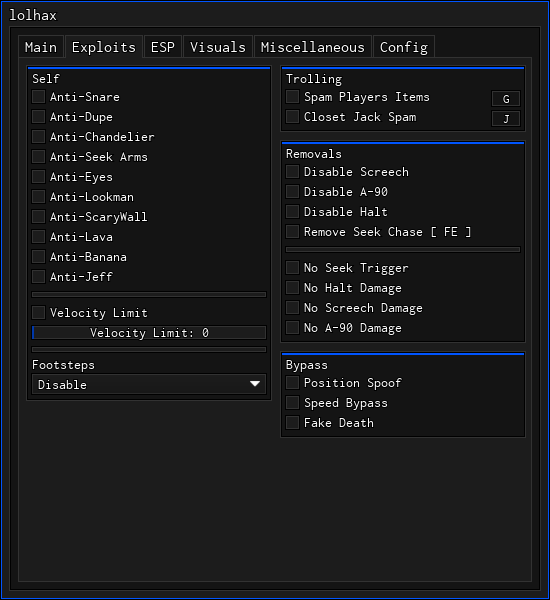 lolhax
Main Exploits ESP Visuals Miscellaneous Config
Self
Anti-Snare
Anti-Dupe
Anti-Chandelier
Anti-Seek Arms
Anti-Eyes
Anti-Lookman
Anti-ScaryWall
Anti-Lava
Anti-Banana
Anti-Jeff
Velocity Limit
Velocity Limit: 0
Footsteps
Disable
Trolling
Spam Players Items G
Closet Jack Spam J
Removals
Disable Screech
Disable A-90
Disable Halt
Remove Seek Chase [ FE ]
No Seek Trigger
No Halt Damage
No Screech Damage
No A-90 Damage
Bypass
Position Spoof
Speed Bypass
Fake Death